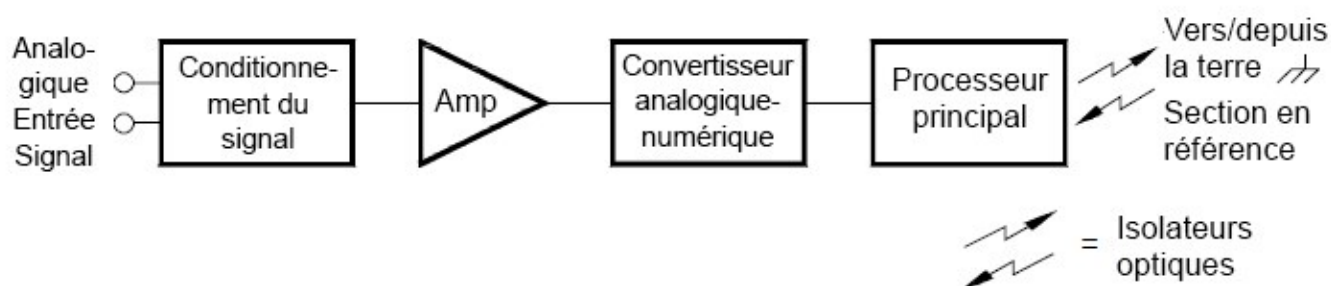 Analo-
gique
Entrée
Signal
Conditionne-
ment du
signal
Amp
Convertisseur
analogique-
numérique
Processeur
principal
Vers/depuis
la terre
Section en
référence
= Isolateurs
optiques